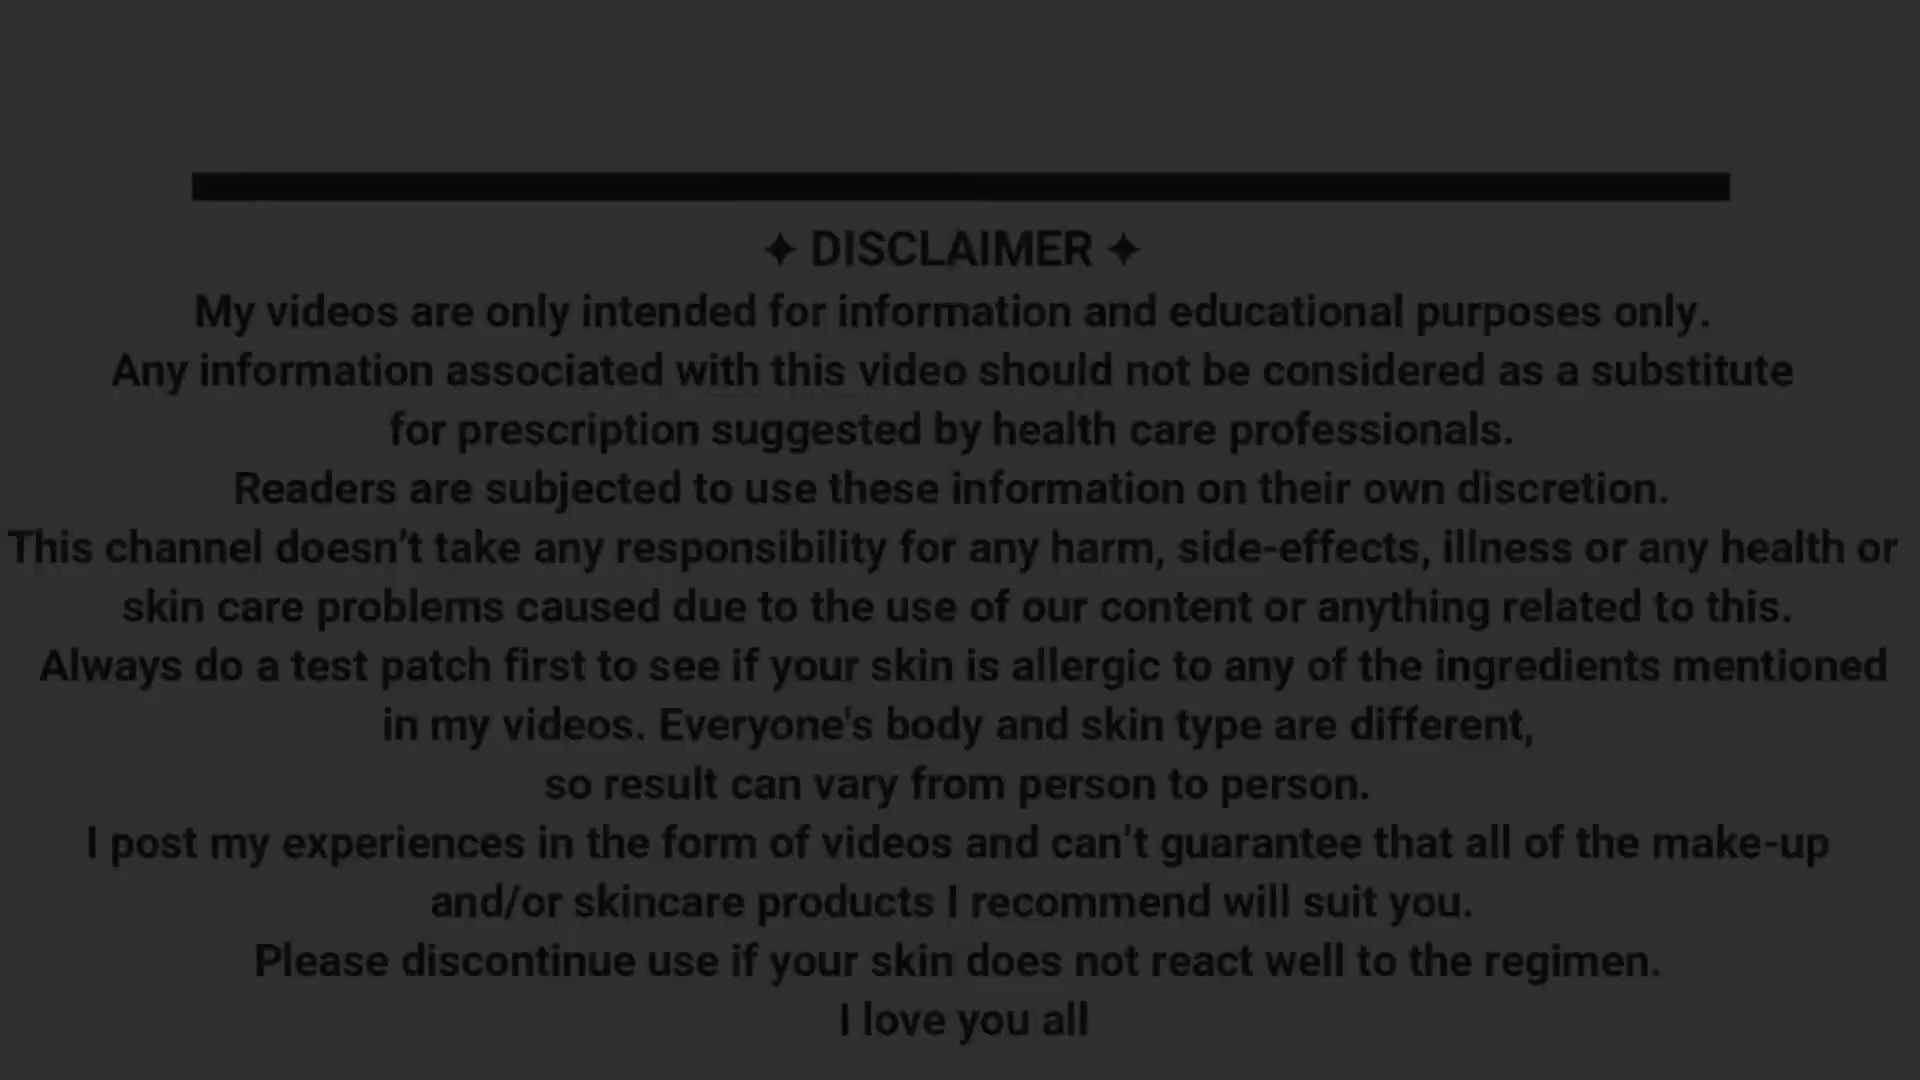 ✦ DISCLAIMER ✦
My videos are only intended for information and educational purposes only.
Any information associated with this video should not be considered as a substitute
for prescription suggested by health care professionals.
Readers are subjected to use these information on their own discretion.
This channel doesn’t take any responsibility for any harm, side-effects, illness or any health or
skin care problems caused due to the use of our content or anything related to this.
Always do a test patch first to see if your skin is allergic to any of the ingredients mentioned
in my videos. Everyone's body and skin type are different,
so result can vary from person to person.
I post my experiences in the form of videos and can’t guarantee that all of the make-up
and/or skincare products I recommend will suit you.
Please discontinue use if your skin does not react well to the regimen.
I love you all